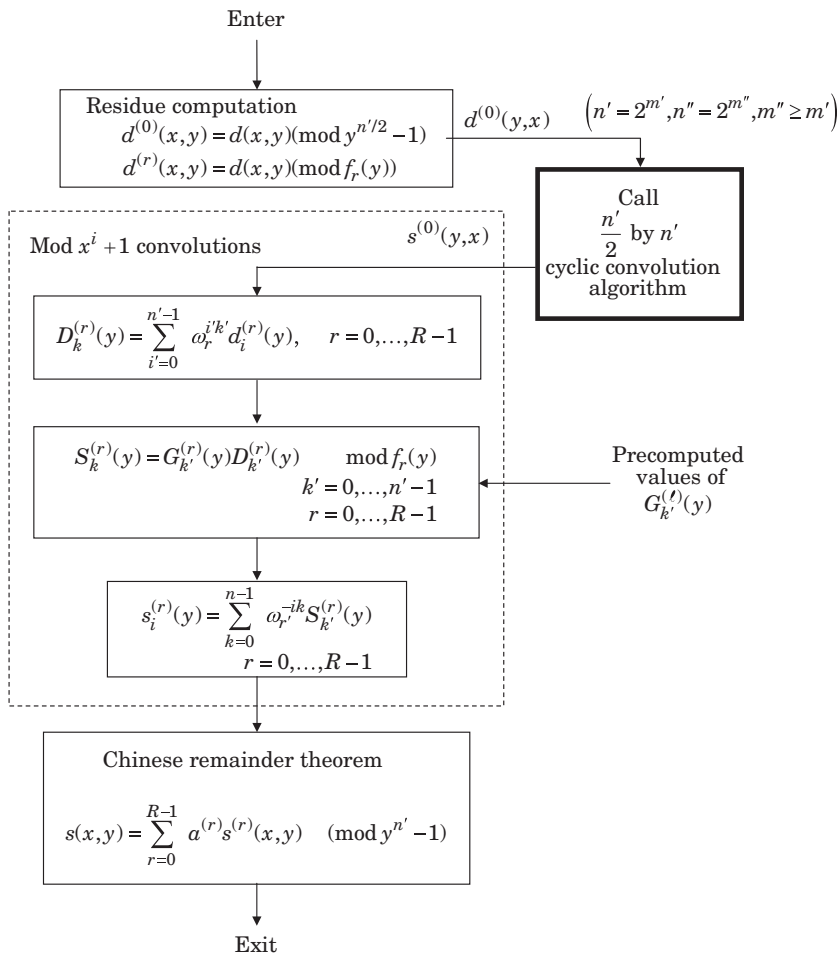 Enter
Residue computation
d^{(0)}(x,y) = d(x,y)(mod y^{n'/2} −1)
d^{(r)}(x,y) = d(x,y)(mod f_r(y))
d^{(0)}(y,x)
(n' = 2^{m'}, n'' = 2^{m''}, m'' ≥ m')
Call
n'/2 by n'
cyclic convolution
algorithm
s^{(0)}(y,x)
Mod x^i +1 convolutions
D_k^{(r)}(y) = ∑_{i'=0}^{n'−1} ω_r^{i'k'} d_i^{(r)}(y), r = 0,...,R−1
S_k^{(r)}(y) = G_{k'}^{(r)}(y) D_{k'}^{(r)}(y) mod f_r(y)
k' = 0,...,n'−1
r = 0,...,R−1
Precomputed
values of
G_{k'}^{(ℓ)}(y)
s_i^{(r)}(y) = ∑_{k=0}^{n−1} ω_{r'}^{−ik} S_{k'}^{(r)}(y)
r = 0,...,R−1
Chinese remainder theorem
s(x,y) = ∑_{r=0}^{R−1} a^{(r)} s^{(r)}(x,y) (mod y^{n'} −1)
Exit